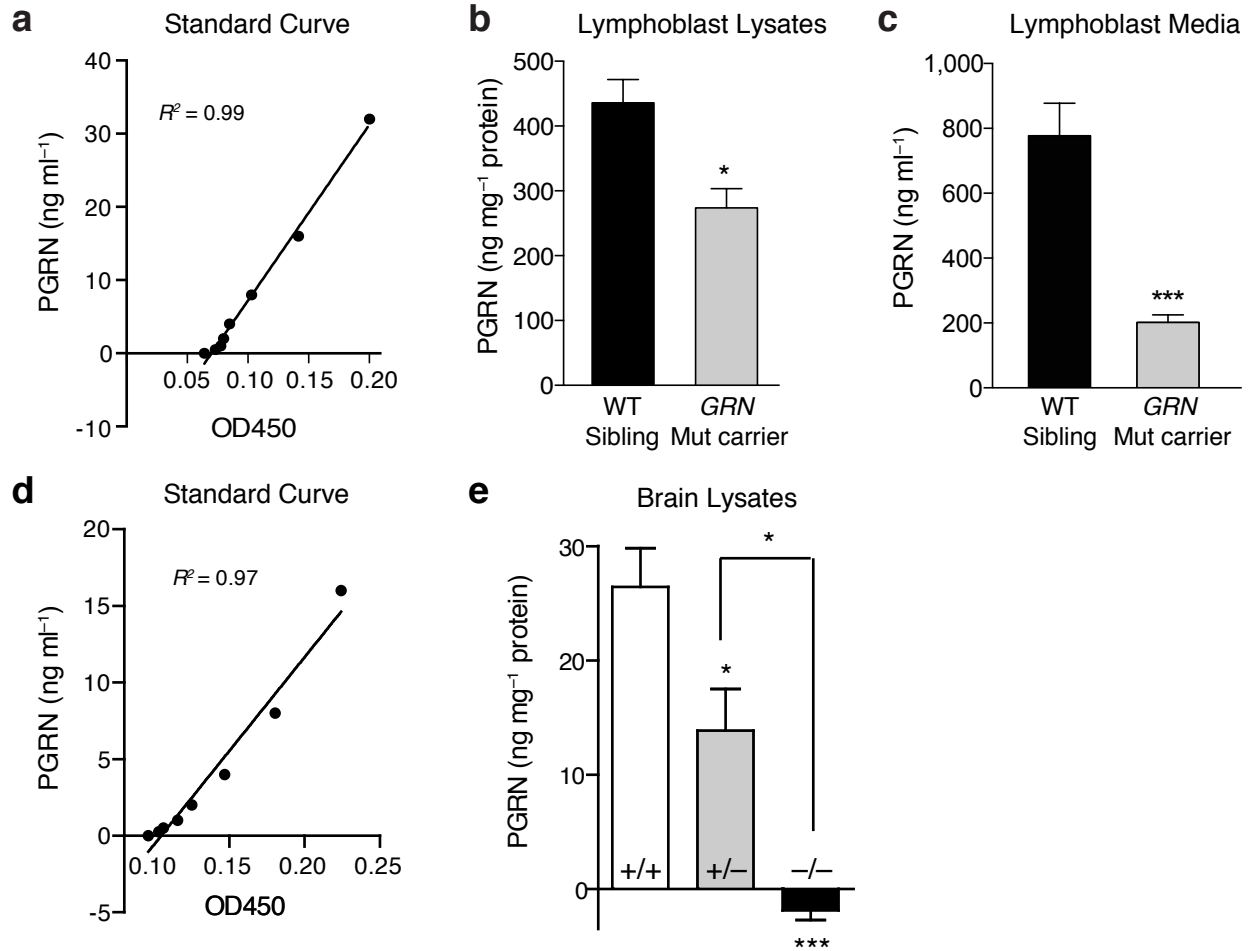 a
Standard Curve
40
30
20
10
0
-10
0.05 0.10 0.15 0.20
PGRN (ng ml⁻¹)
OD450
R² = 0.99
b
Lymphoblast Lysates
500
400
300
200
100
0
PGRN (ng mg⁻¹ protein)
*
WT
Sibling
GRN
Mut carrier
c
Lymphoblast Media
1,000
800
600
400
200
0
PGRN (ng ml⁻¹)
***
WT
Sibling
GRN
Mut carrier
d
Standard Curve
20
15
10
5
0
-5
0.10 0.15 0.20 0.25
PGRN (ng ml⁻¹)
OD450
R² = 0.97
e
Brain Lysates
30
20
10
0
PGRN (ng mg⁻¹ protein)
*
*
+/+ +/– –/–
***